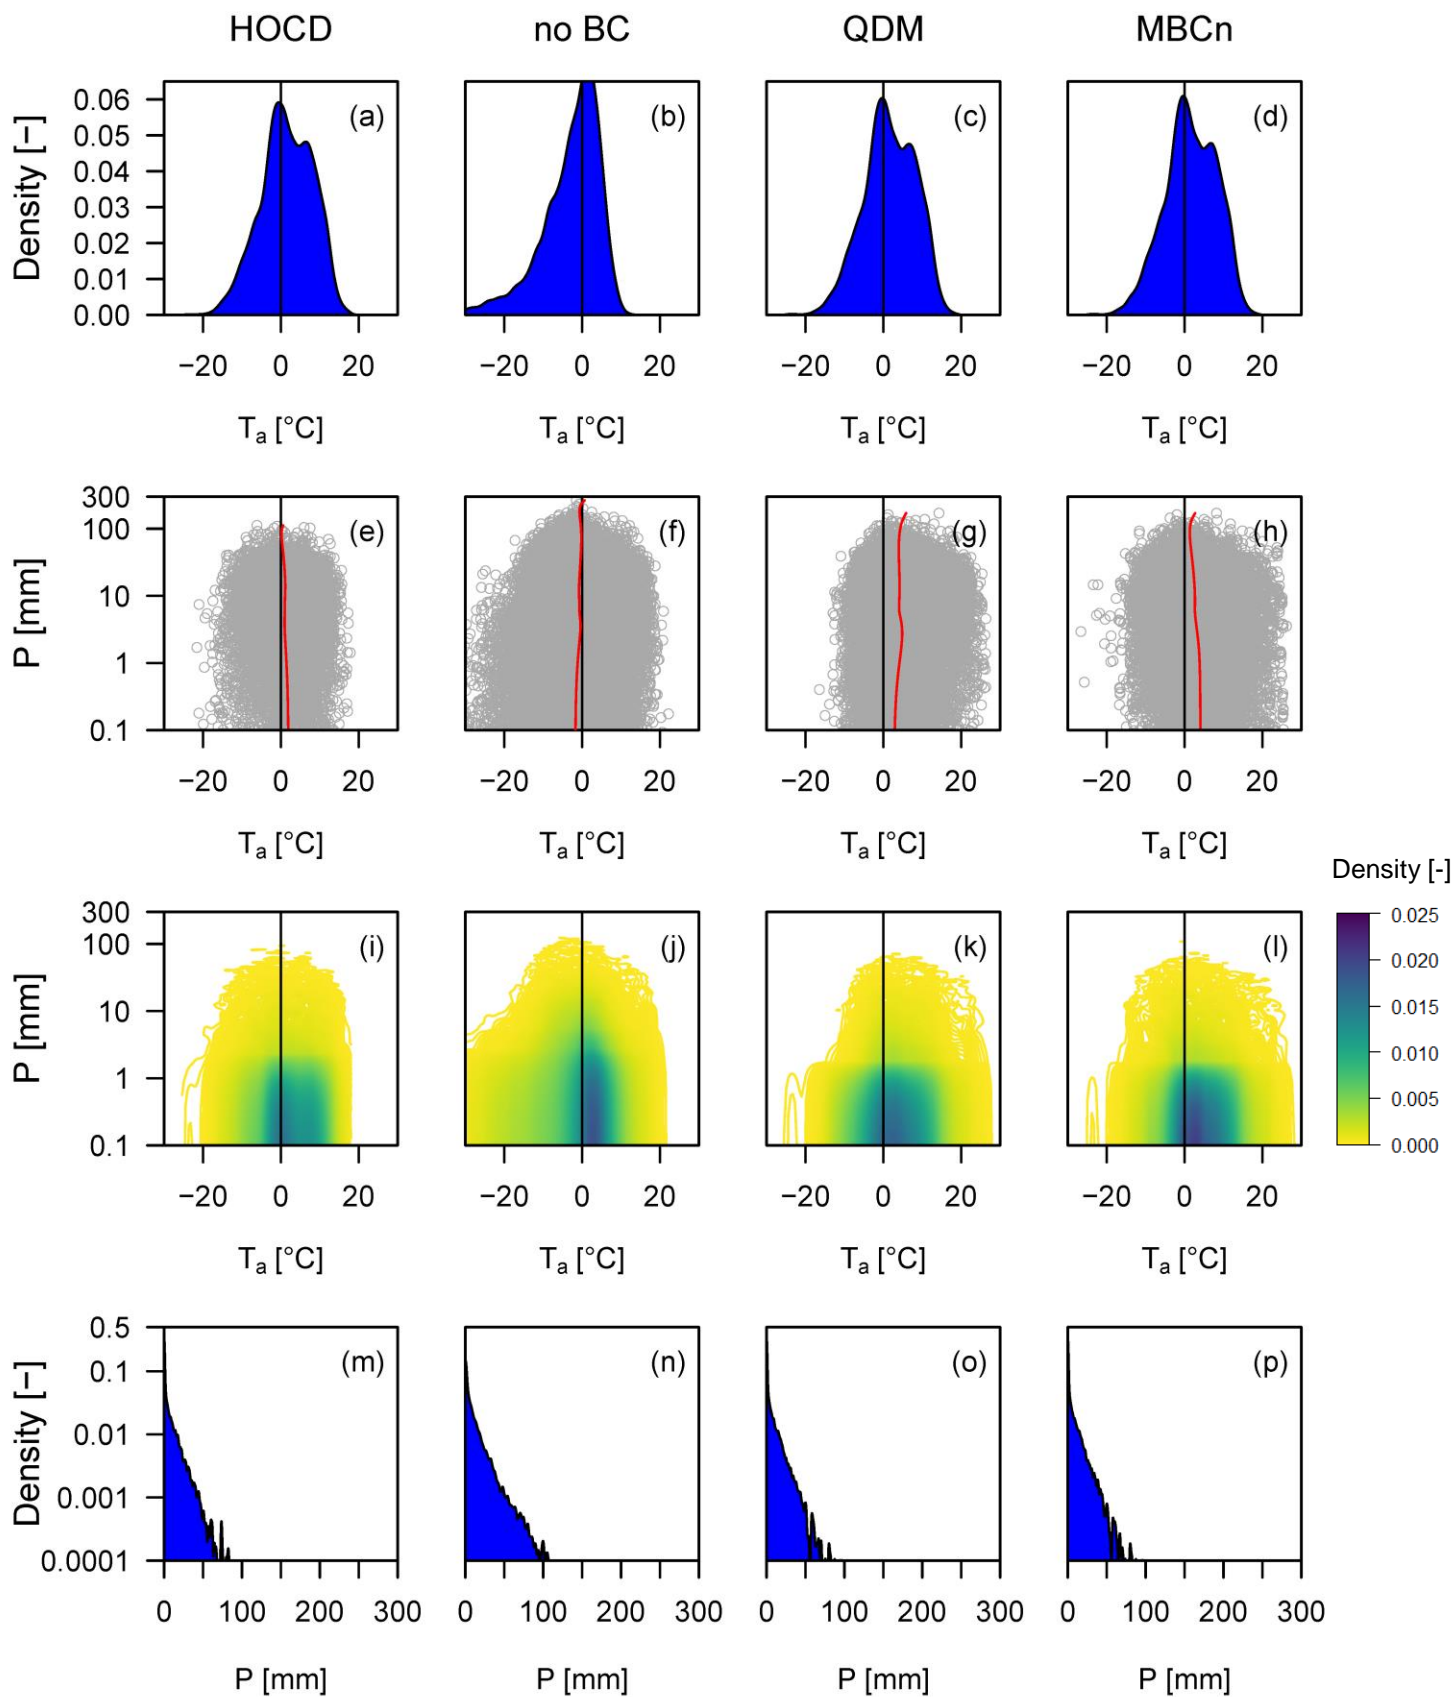 HOCD no BC QDM MBCn
Density [−]
0.06
0.05
0.04
0.03
0.02
0.01
0.00
(a) (b) (c) (d)
−20 0 20 −20 0 20 −20 0 20 −20 0 20
Ta [°C] Ta [°C] Ta [°C] Ta [°C]
P [mm]
300
100
10
1
0.1
(e) (f) (g) (h)
−20 0 20 −20 0 20 −20 0 20 −20 0 20
Ta [°C] Ta [°C] Ta [°C] Ta [°C]
Density [-]
0.025
0.020
0.015
0.010
0.005
0.000
P [mm]
300
100
10
1
0.1
(i) (j) (k) (l)
−20 0 20 −20 0 20 −20 0 20 −20 0 20
Ta [°C] Ta [°C] Ta [°C] Ta [°C]
Density [−]
0.5
0.1
0.01
0.001
0.0001
(m) (n) (o) (p)
0 100 200 300 0 100 200 300 0 100 200 300 0 100 200 300
P [mm] P [mm] P [mm] P [mm]